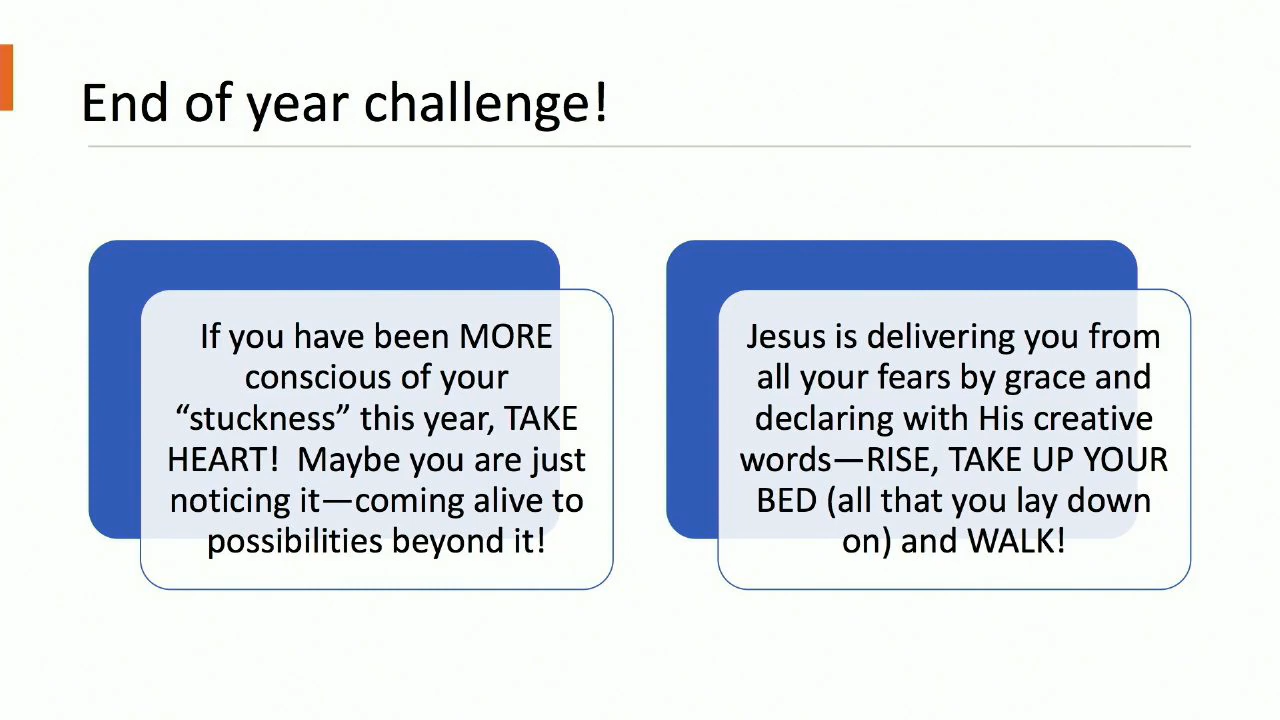 End of year challenge!
If you have been MORE
conscious of your
“stuckness” this year, TAKE
HEART!  Maybe you are just
noticing it—coming alive to
possibilities beyond it!
Jesus is delivering you from
all your fears by grace and
declaring with His creative
words—RISE, TAKE UP YOUR
BED (all that you lay down
on) and WALK!